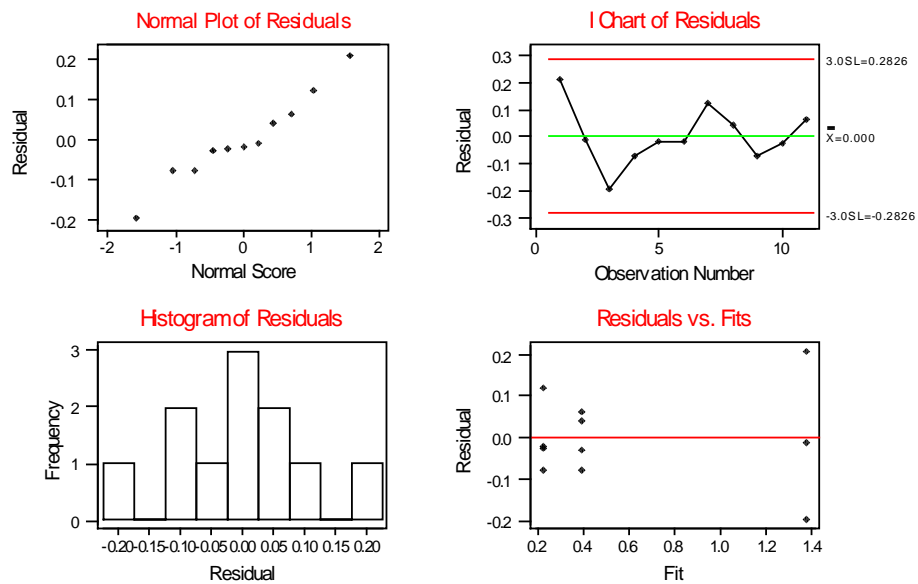 Normal Plot of Residuals
0.2
0.1
0.0
-0.1
-0.2
Residual
-2
-1
0
1
2
Normal Score
I Chart of Residuals
0.3
0.2
0.1
0.0
-0.1
-0.2
-0.3
Residual
3.0SL=0.2826
X=0.000
-3.0SL=-0.2826
0
5
10
Observation Number
Histogram of Residuals
3
2
1
0
Frequency
-0.20 -0.15 -0.10 -0.05 0.00 0.05 0.10 0.15 0.20
Residual
Residuals vs. Fits
0.2
0.1
0.0
-0.1
-0.2
Residual
0.2 0.4 0.6 0.8 1.0 1.2 1.4
Fit